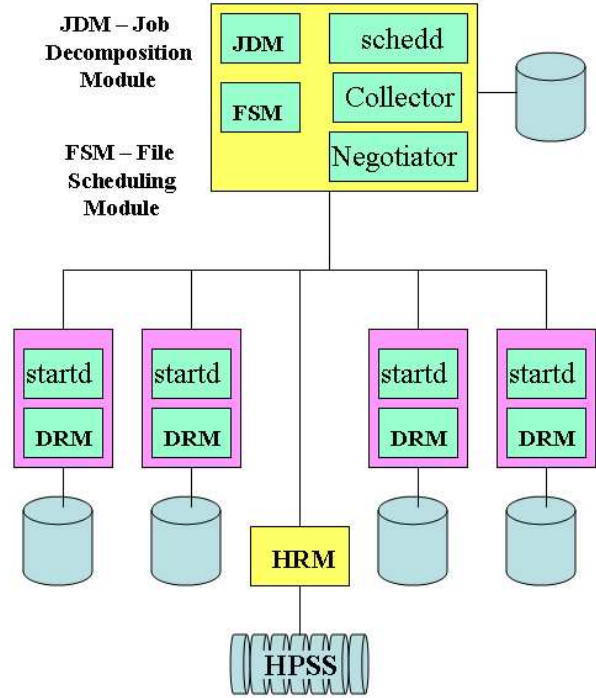 JDM – Job
Decomposition
Module
FSM – File
Scheduling
Module
JDM
schedd
FSM
Collector
Negotiator
startd
startd
startd
startd
DRM
DRM
DRM
DRM
HRM
HPSS